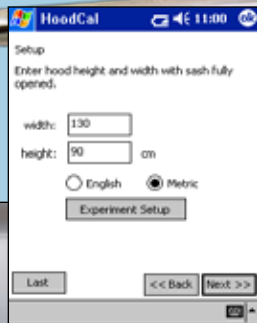 HoodCal 11:00 ok
Setup
Enter hood height and width with sash fully
opened.
width: 130
height: 90 cm
English Metric
Experiment Setup
Last << Back Next >>